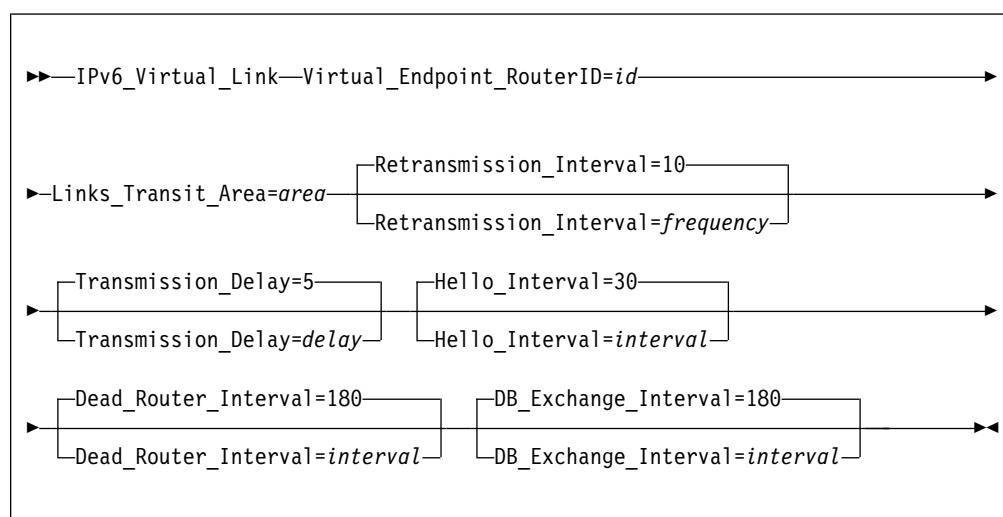 IPv6_Virtual_Link Virtual_Endpoint_RouterID=id
Retransmission_Interval=10
Links_Transit_Area=area
Retransmission_Interval=frequency
Transmission_Delay=5 Hello_Interval=30
Transmission_Delay=delay Hello_Interval=interval
Dead_Router_Interval=180 DB_Exchange_Interval=180
Dead_Router_Interval=interval DB_Exchange_Interval=interval